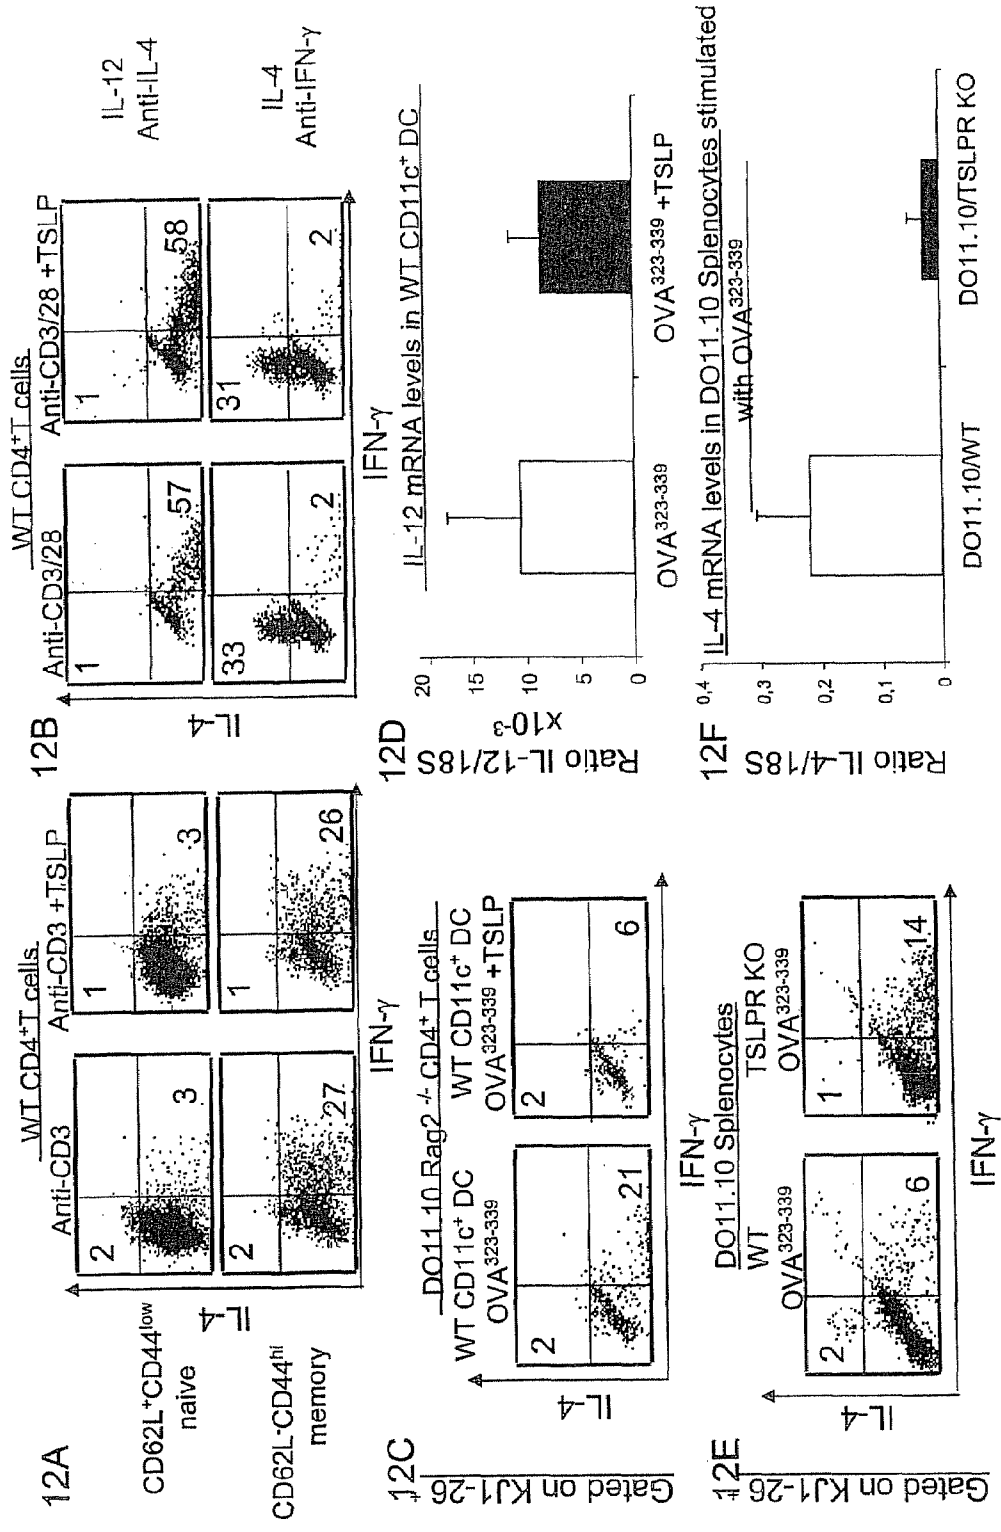 12A
WT CD4+T cells
Anti-CD3
Anti-CD3 +TSLP
CD62L+CD44low
naive
2
3
1
3
CD62L-CD44hi
memory
2
27
1
26
IL-4
IFN-γ
12B
WT CD4+T cells
Anti-CD3/28
Anti-CD3/28 +TSLP
1
57
1
58
IL-12
Anti-IL-4
33
2
31
2
IL-4
Anti-IFN-γ
IL-4
IFN-γ
12C
DO11.10 Rag2 -/- CD4+ T cells
WT CD11c+ DC
OVA323-339
WT CD11c+ DC
OVA323-339 +TSLP
2
21
2
6
Gated on KJ1-26+
IL-4
IFN-γ
12D
IL-12 mRNA levels in WT CD11c+ DC
Ratio IL-12/18S
x10-3
20
15
10
5
0
OVA323-339
OVA323-339 +TSLP
12E
DO11.10 Splenocytes
WT
OVA323-339
TSLPR KO
OVA323-339
2
6
1
14
Gated on KJ1-26+
IL-4
IFN-γ
12F
IL-4 mRNA levels in DO11.10 Splenocytes stimulated
with OVA323-339
Ratio IL-4/18S
0,4
0,3
0,2
0,1
0
DO11.10/WT
DO11.10/TSLPR KO